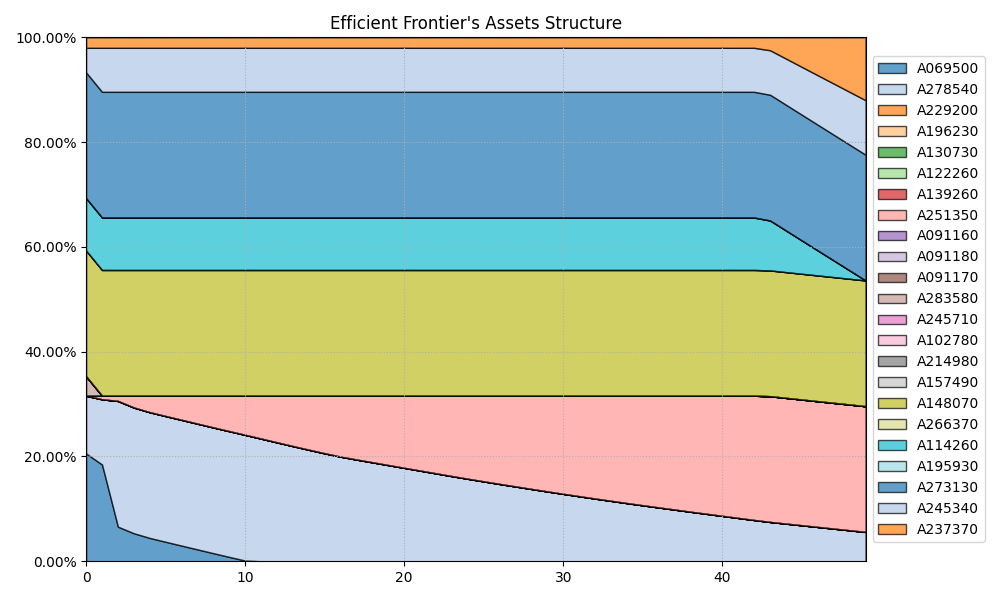 Efficient Frontier's Assets Structure
100.00%
80.00%
60.00%
40.00%
20.00%
0.00%
0
10
20
30
40
A069500
A278540
A229200
A196230
A130730
A122260
A139260
A251350
A091160
A091180
A091170
A283580
A245710
A102780
A214980
A157490
A148070
A266370
A114260
A195930
A273130
A245340
A237370